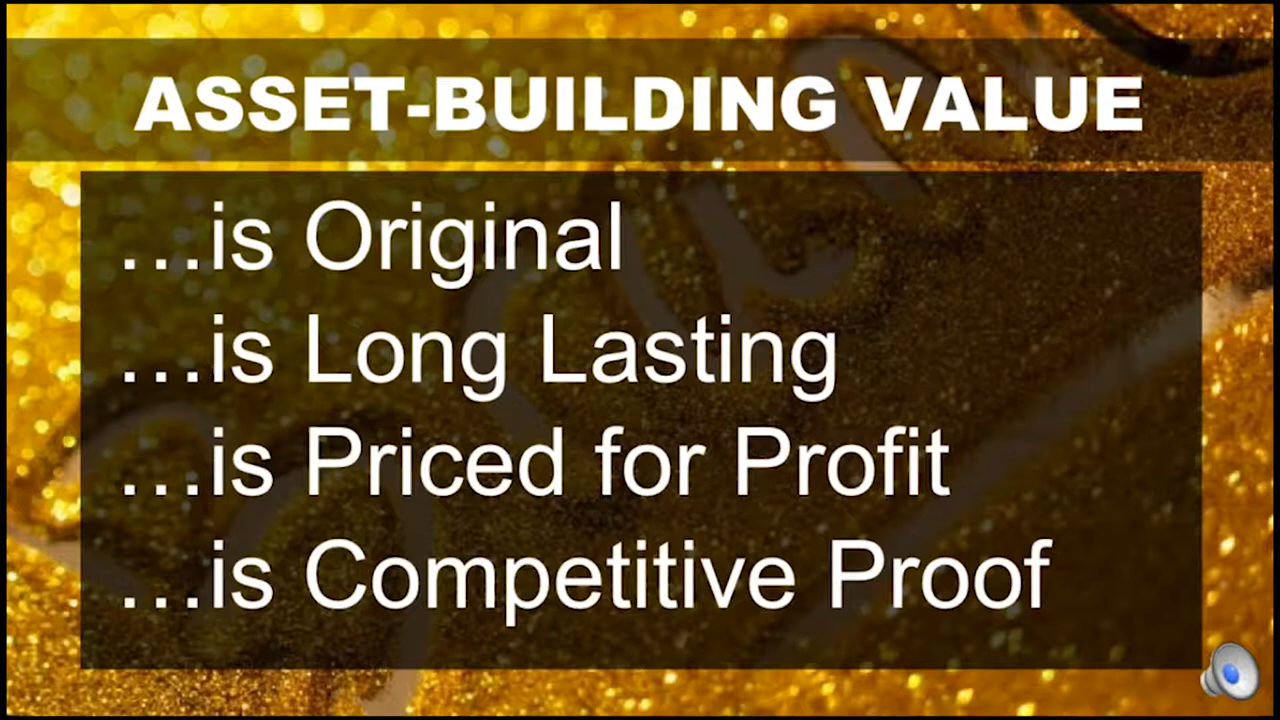 ASSET-BUILDING VALUE
...is Original
...is Long Lasting
...is Priced for Profit
...is Competitive Proof